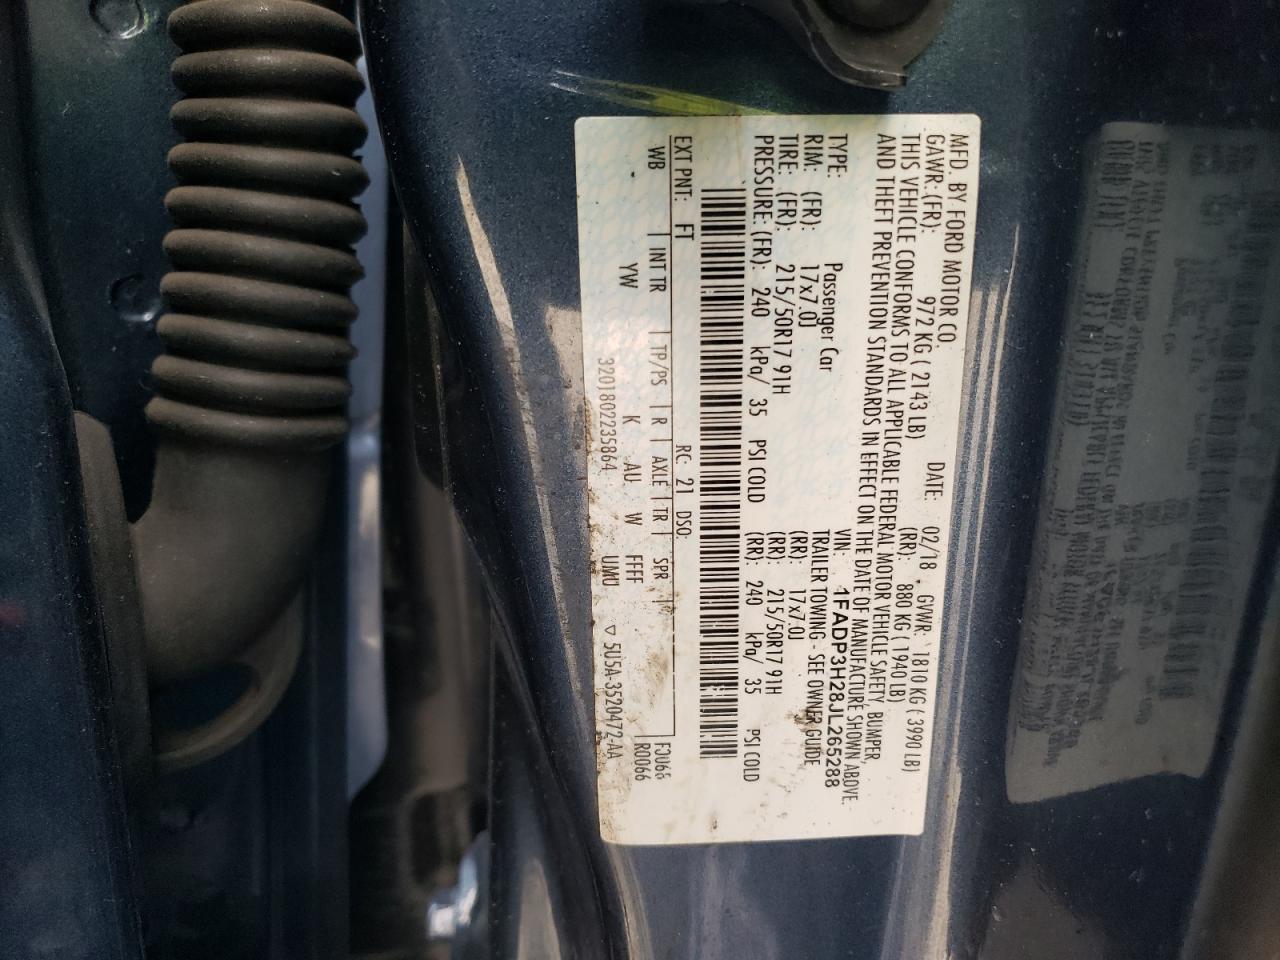 MFD. BY FORD MOTOR CO.
DATE: 02/18 GVWR: 1810 KG ( 3990 LB)
GAWR: (FR): 972 KG ( 2143 LB) (RR): 880 KG ( 1940 LB)
THIS VEHICLE CONFORMS TO ALL APPLICABLE FEDERAL MOTOR VEHICLE SAFETY, BUMPER,
AND THEFT PREVENTION STANDARDS IN EFFECT ON THE DATE OF MANUFACTURE SHOWN ABOVE.
VIN: 1FADP3H28JL265288
TYPE: Passenger Car TRAILER TOWING - SEE OWNER GUIDE
RIM: (FR): 17x7.0J (RR): 17x7.0J
TIRE: (FR): 215/50R17 91H (RR): 215/50R17 91H
PRESSURE: (FR): 240 kPa/ 35 PSI COLD (RR): 240 kPa/ 35 PSI COLD
EXT PNT: FT RC: 21 DSO: FJ066
WB INT TR TP/PS R AXLE TR SPR R0066
YW K AU W FFFF
3201802235864 UMU ▽ 5U5A-3520472-AA